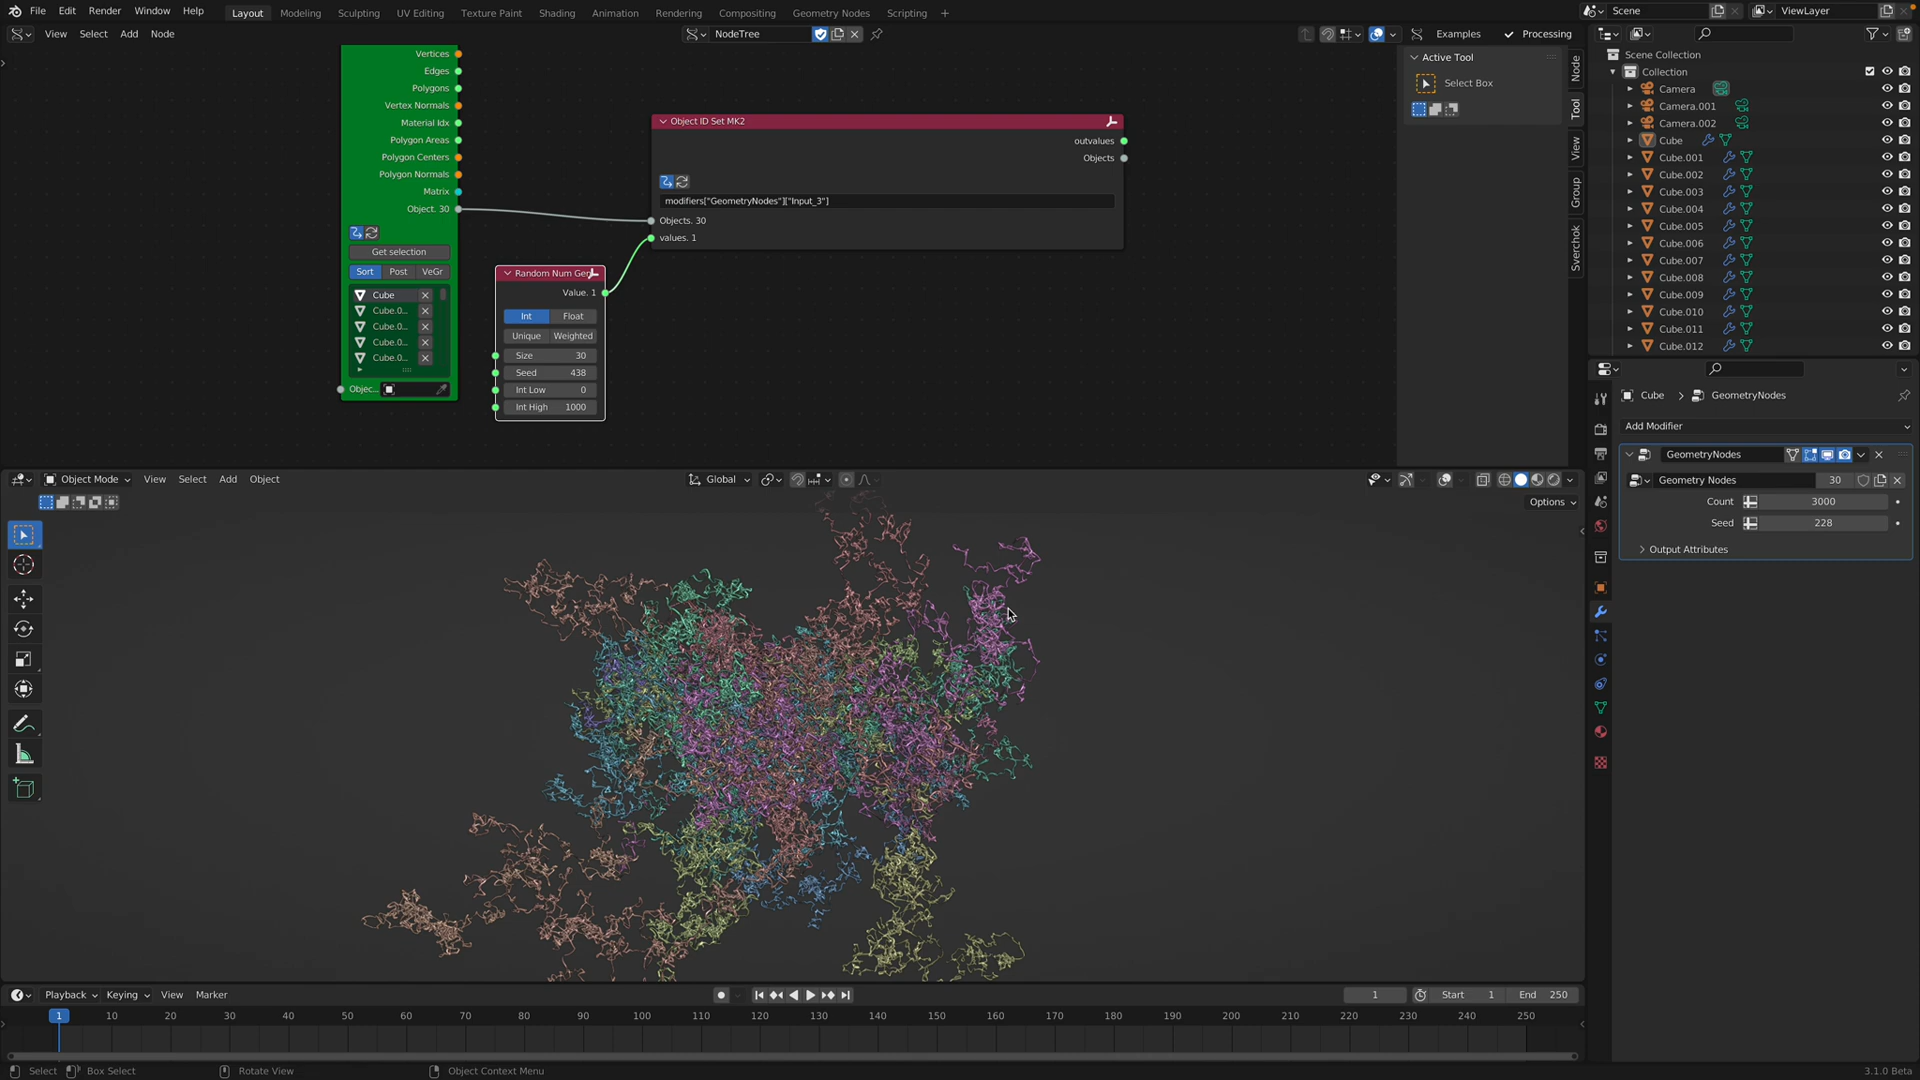 File Edit Render Window Help Layout Modeling Sculpting UV Editing Texture Paint Shading Animation Rendering Compositing Geometry Nodes Scripting + Scene ViewLayer
View Select Add Node NodeTree Examples Processing
Vertices
Edges
Polygons
Vertex Normals
Material Idx
Polygon Areas
Polygon Centers
Polygon Normals
Matrix
Object. 30
Get selection
Sort Post VeGr
Cube
Cube.0...
Cube.0...
Cube.0...
Cube.0...
Objec...
Random Num Gen
Value. 1
Int Float
Unique Weighted
Size 30
Seed 438
Int Low 0
Int High 1000
Object ID Set MK2
outvalues
Objects
modifiers["GeometryNodes"]["Input_3"]
Objects. 30
values. 1
Active Tool
Select Box
Node
Tool
View
Group
Sverchok
Scene Collection
Collection
Camera
Camera.001
Camera.002
Cube
Cube.001
Cube.002
Cube.003
Cube.004
Cube.005
Cube.006
Cube.007
Cube.008
Cube.009
Cube.010
Cube.011
Cube.012
Cube GeometryNodes
Add Modifier
GeometryNodes
Geometry Nodes 30
Count 3000
Seed 228
Output Attributes
Object Mode View Select Add Object Global
Options
Playback Keying View Marker 1 Start 1 End 250
1 10 20 30 40 50 60 70 80 90 100 110 120 130 140 150 160 170 180 190 200 210 220 230 240 250
Select Box Select Rotate View Object Context Menu 3.1.0 Beta